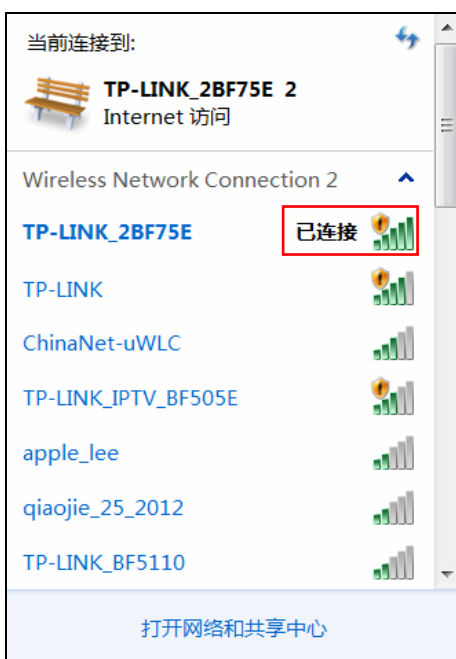 当前连接到:
TP-LINK_2BF75E 2
Internet 访问
Wireless Network Connection 2
TP-LINK_2BF75E 已连接
TP-LINK
ChinaNet-uWLC
TP-LINK_IPTV_BF505E
apple_lee
qiaojie_25_2012
TP-LINK_BF5110
打开网络和共享中心